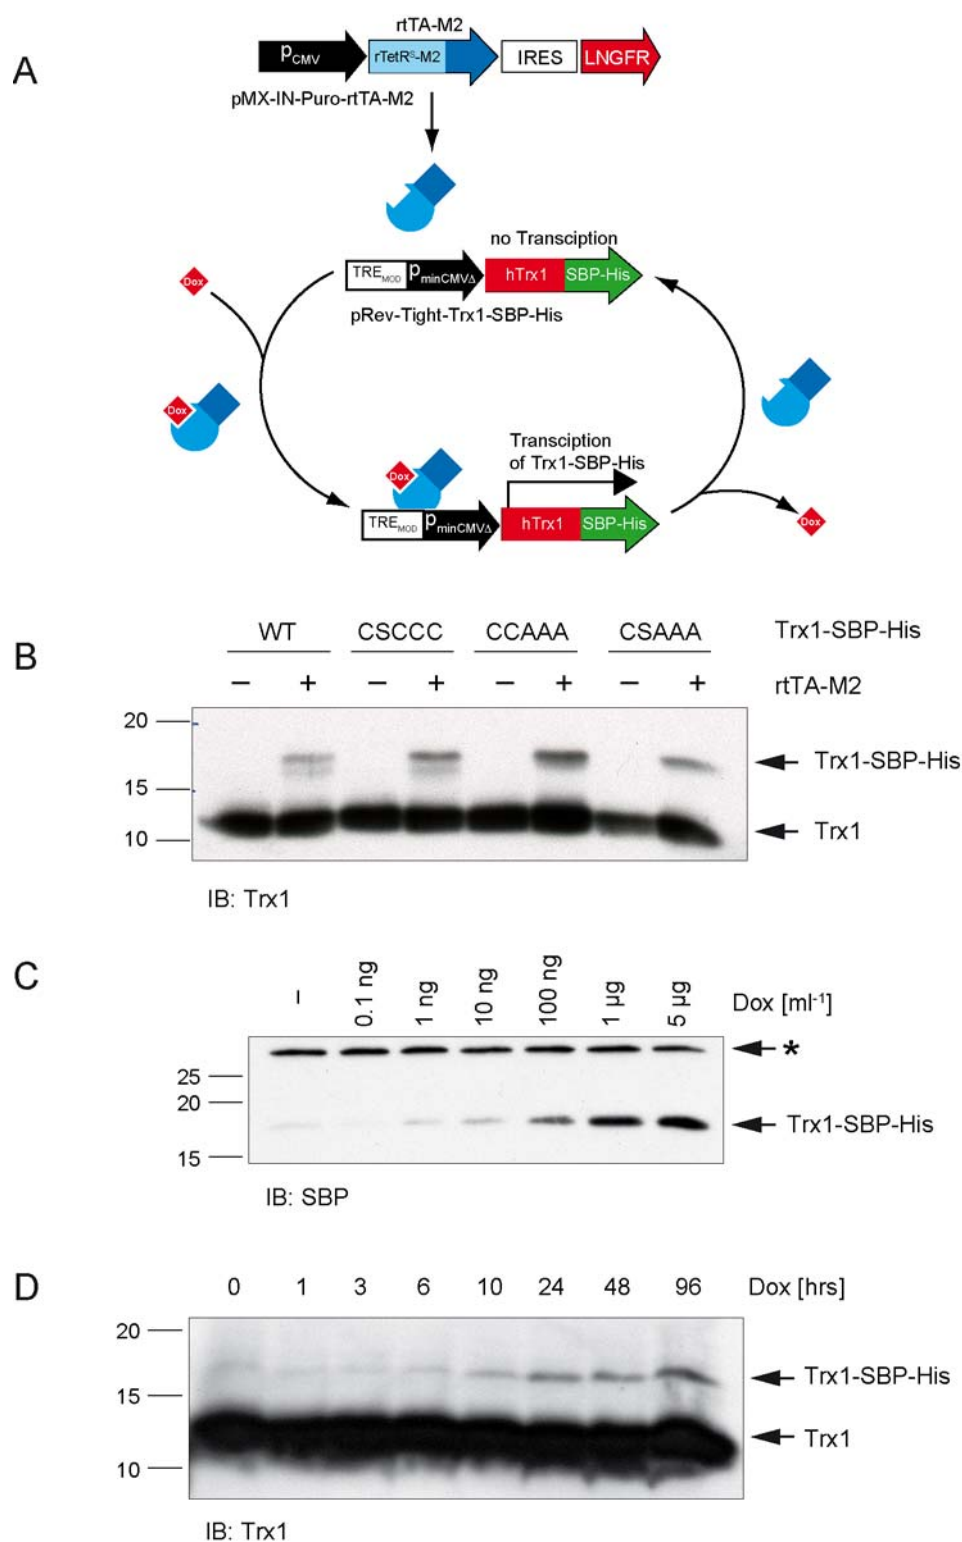 A
rtTA-M2
pCMV
rTetRS-M2
IRES
LNGFR
pMX-IN-Puro-rtTA-M2
no Transciption
Dox
TREMOD
pminCMVΔ
hTrx1
SBP-His
pRev-Tight-Trx1-SBP-His
Dox
Transciption
of Trx1-SBP-His
Dox
TREMOD
pminCMVΔ
hTrx1
SBP-His
Dox
B
WT CSCCC CCAAA CSAAA Trx1-SBP-His
– + – + – + – + rtTA-M2
20
Trx1-SBP-His
15
Trx1
10
IB: Trx1
C
– 0.1 ng 1 ng 10 ng 100 ng 1 µg 5 µg Dox [ml-1]
*
25
20
Trx1-SBP-His
15
IB: SBP
D
0 1 3 6 10 24 48 96 Dox [hrs]
20
Trx1-SBP-His
15
Trx1
10
IB: Trx1